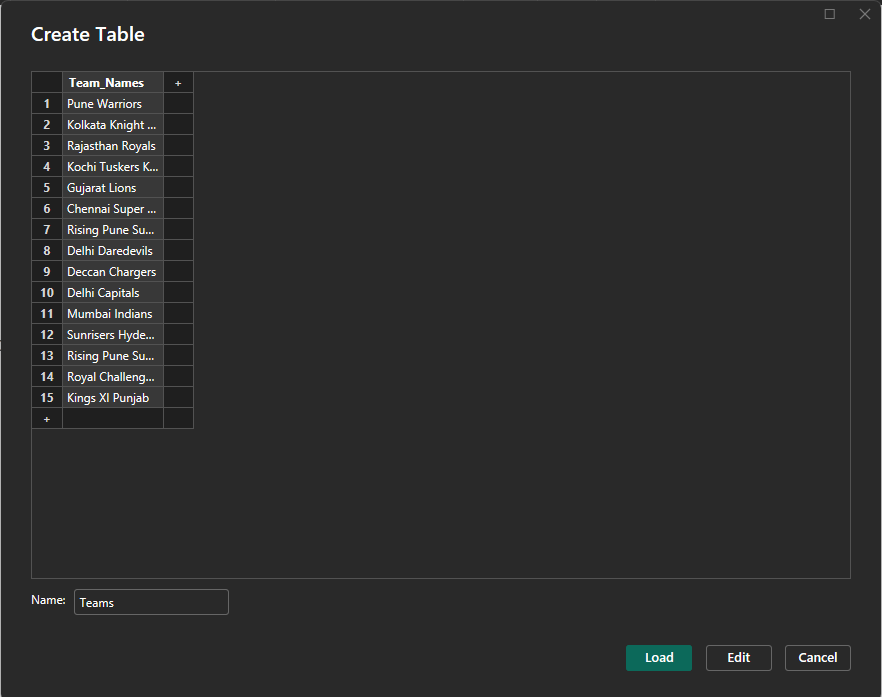 Create Table
Team_Names +
1 Pune Warriors
2 Kolkata Knight ...
3 Rajasthan Royals
4 Kochi Tuskers K...
5 Gujarat Lions
6 Chennai Super ...
7 Rising Pune Su...
8 Delhi Daredevils
9 Deccan Chargers
10 Delhi Capitals
11 Mumbai Indians
12 Sunrisers Hyde...
13 Rising Pune Su...
14 Royal Challeng...
15 Kings XI Punjab
+
Name: Teams
Load Edit Cancel